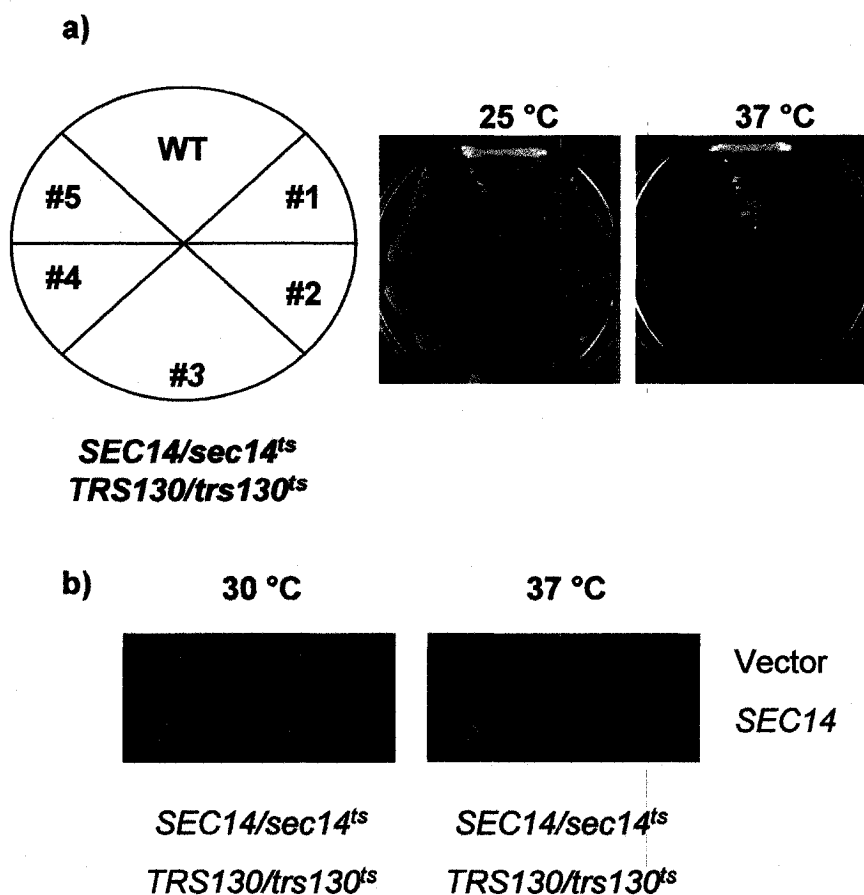 a)
25 °C 37 °C
WT
#5 #1
#4 #2
#3
SEC14/sec14ts
TRS130/trs130ts
b) 30 °C 37 °C
Vector
SEC14
SEC14/sec14ts SEC14/sec14ts
TRS130/trs130ts TRS130/trs130ts